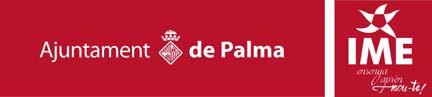 Ajuntament de Palma
IME
ensenya
aprèn
mou-te!